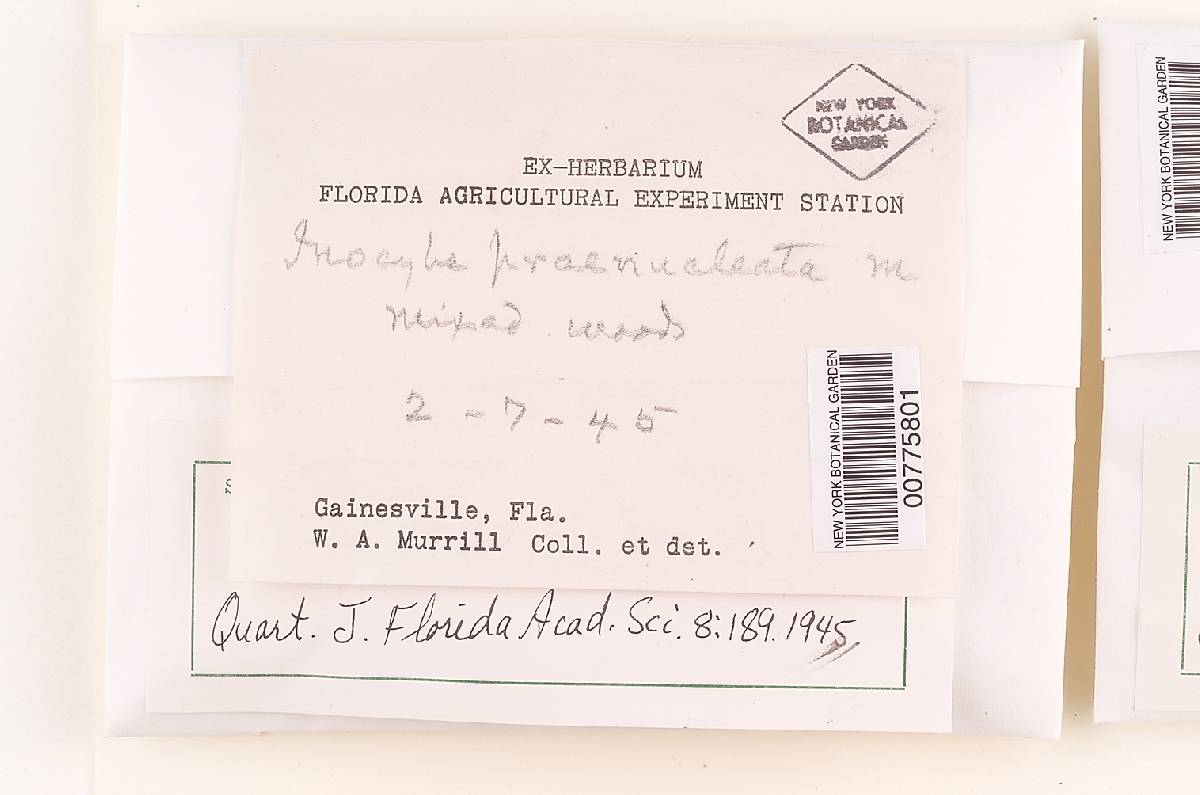 NEW YORK
BOTANICAL
GARDEN
EX-HERBARIUM
FLORIDA AGRICULTURAL EXPERIMENT STATION
Inocybe praenucleata M
Mixed woods
2-7-45
Gainesville, Fla.
W. A. Murrill Coll. et det.
NEW YORK BOTANICAL GARDEN
00775801
S
Quart. J. Florida Acad. Sci. 8:189.1945
NEW YORK BOTANICAL GARDEN